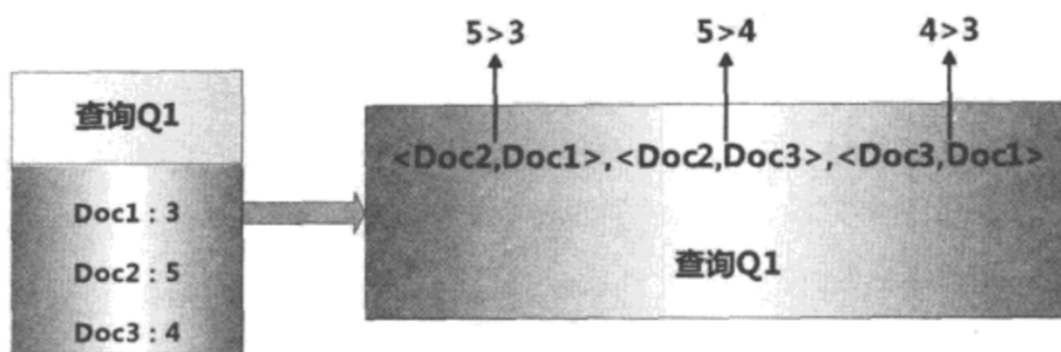 5>3 5>4 4>3
查询Q1
<Doc2,Doc1>,<Doc2,Doc3>,<Doc3,Doc1>
Doc1：3
Doc2：5
查询Q1
Doc3：4